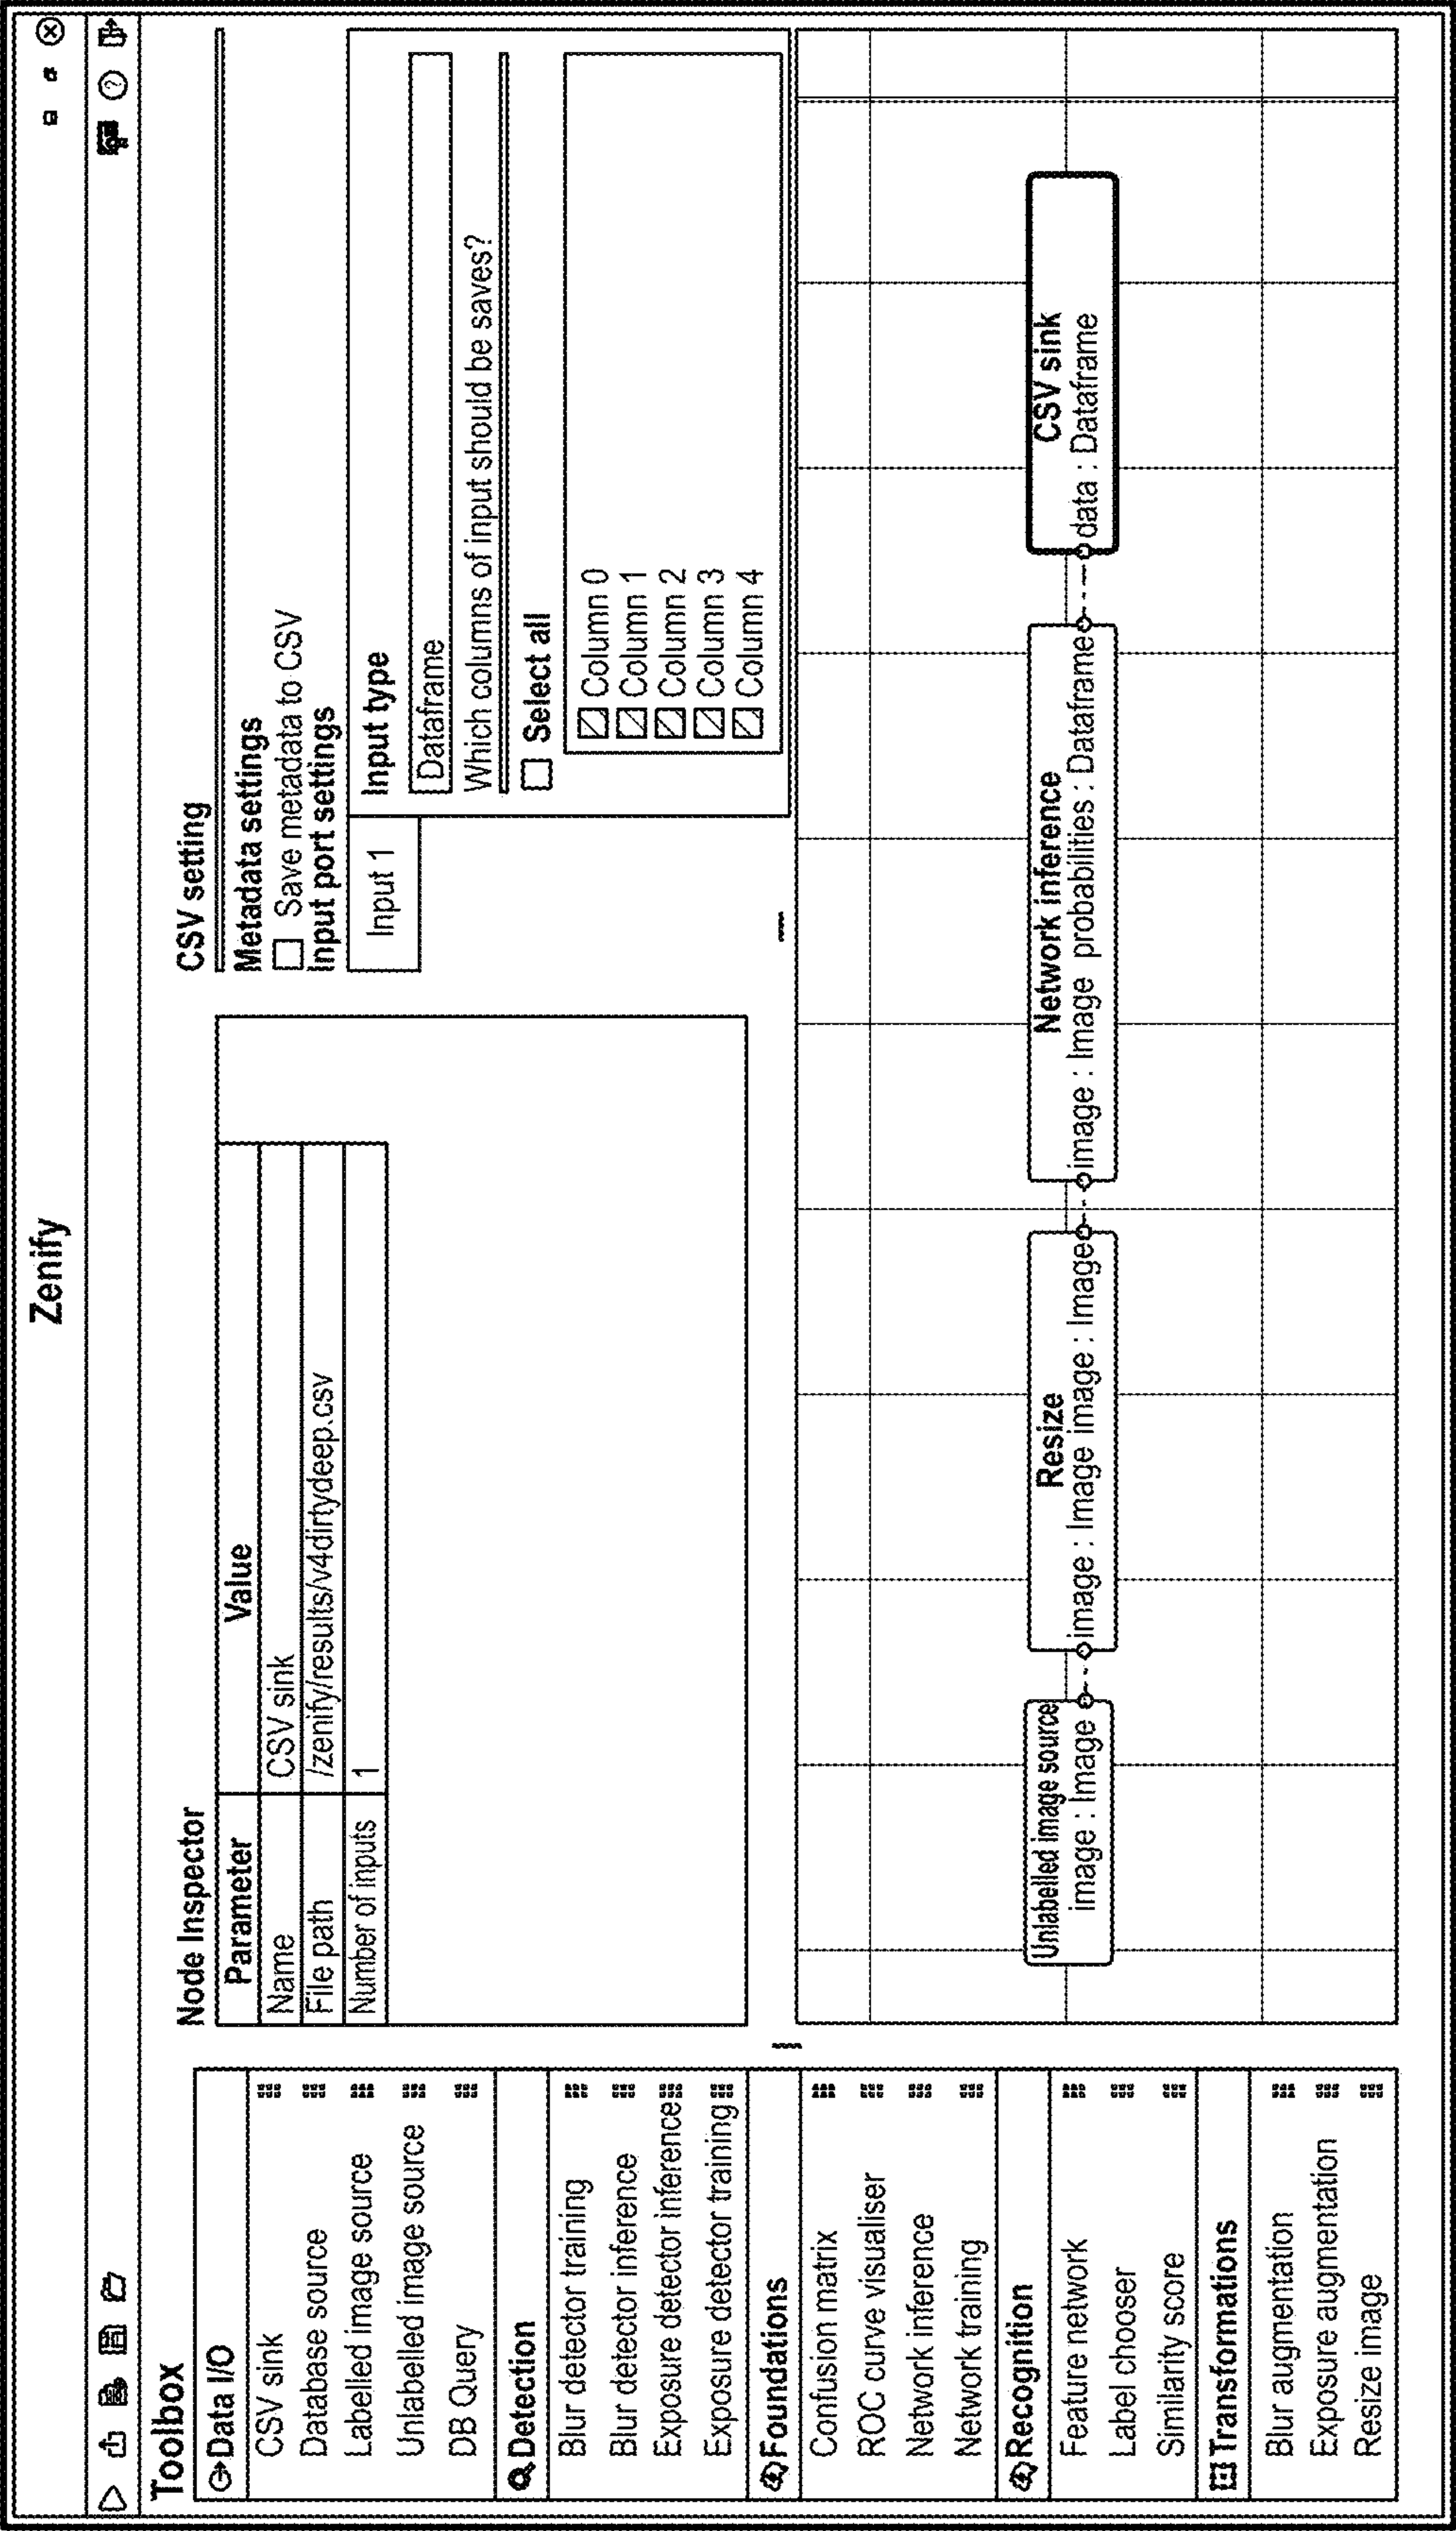 Zenify
Toolbox
Data I/O
CSV sink
Database source
Labelled image source
Unlabelled image source
DB Query
Detection
Blur detector training
Blur detector inference
Exposure detector inference
Exposure detector training
Foundations
Confusion matrix
ROC curve visualiser
Network inference
Network training
Recognition
Feature network
Label chooser
Similarity score
Transformations
Blur augmentation
Exposure augmentation
Resize image
Node Inspector
Parameter Value
Name CSV sink
File path /zenify/results/v4dirtydeep.csv
Number of inputs 1
CSV setting
Metadada settings
Save metadata to CSV
Input port settings
Input 1
Input type
Dataframe
Which columns of input should be saves?
Select all
Column 0
Column 1
Column 2
Column 3
Column 4
Unlabelled image source
image : Image
Resize
image : Image image : Image
Network inference
image : Image probabilities : Dataframe
CSV sink
data : Dataframe